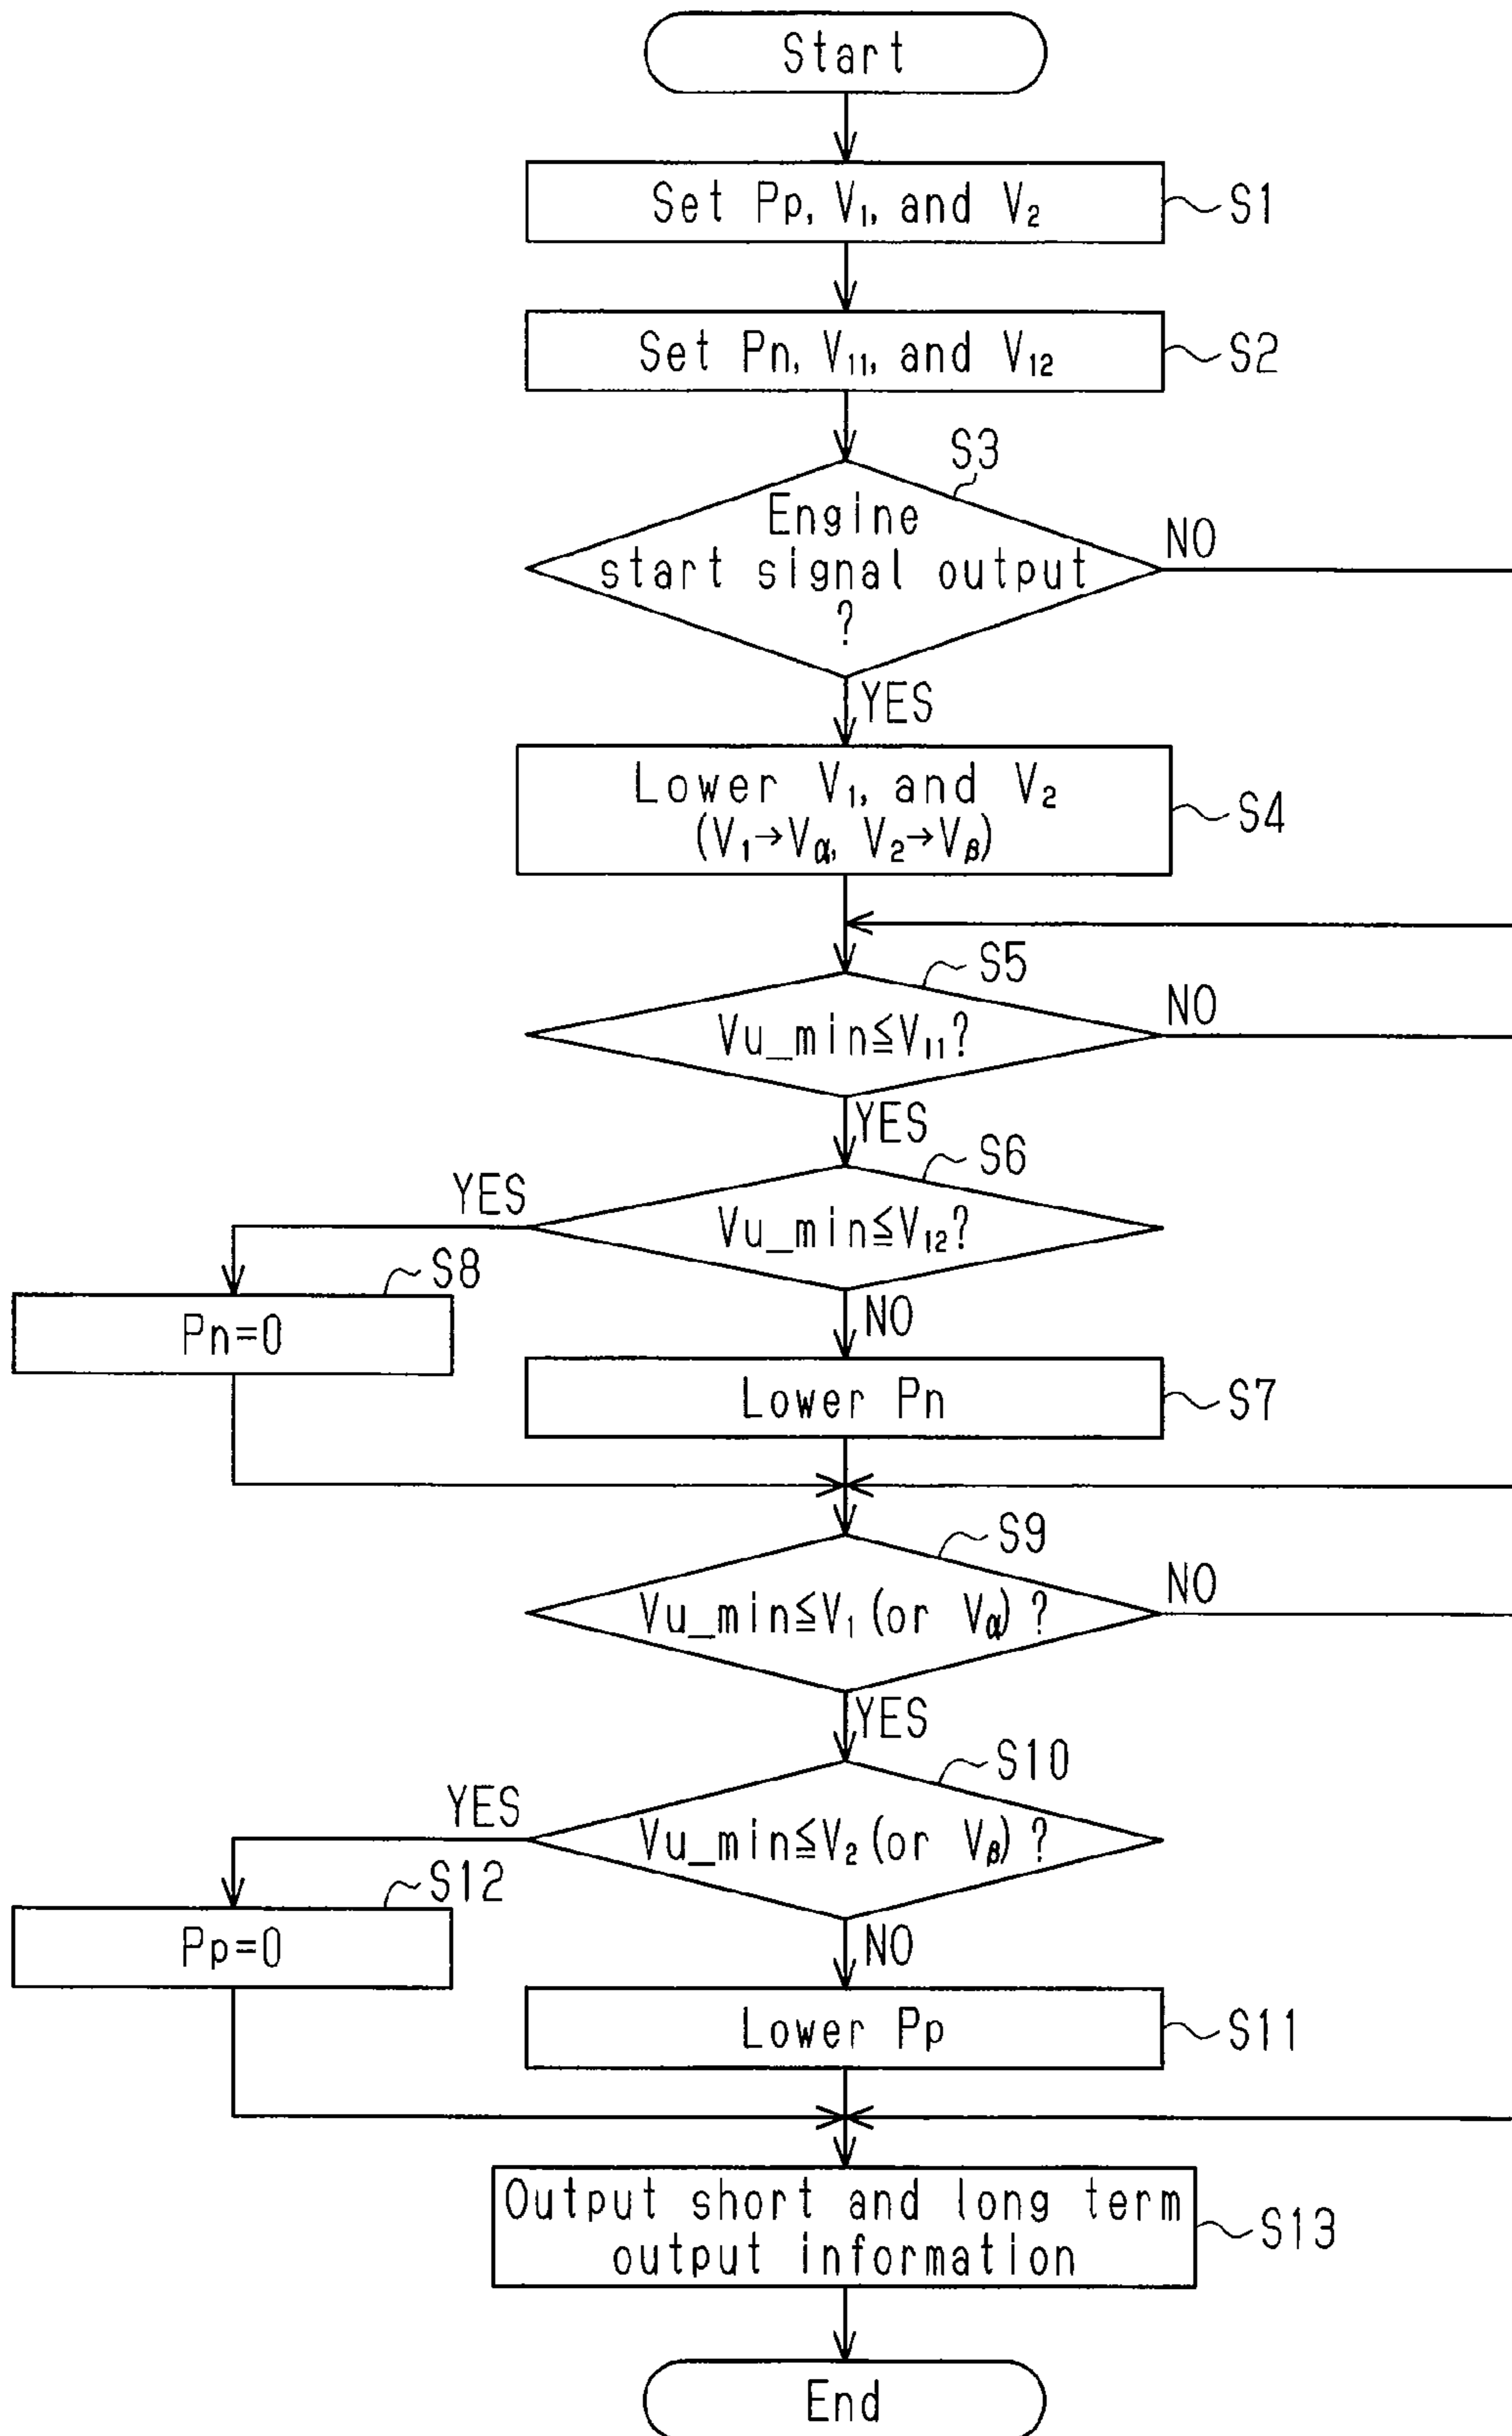 Start
Set Pp, V₁, and V₂
S1
Set Pn, V₁₁, and V₁₂
S2
S3
Engine
start signal output
?
NO
YES
Lower V₁, and V₂
(V₁→Vα, V₂→Vβ)
S4
S5
Vu_min≦V₁₁?
NO
YES
S6
YES
Vu_min≦V₁₂?
S8
Pn=0
NO
Lower Pn
S7
S9
Vu_min≦V₁(or Vα)?
NO
YES
S10
YES
Vu_min≦V₂(or Vβ)?
S12
Pp=0
NO
Lower Pp
S11
Output short and long term
output information
S13
End